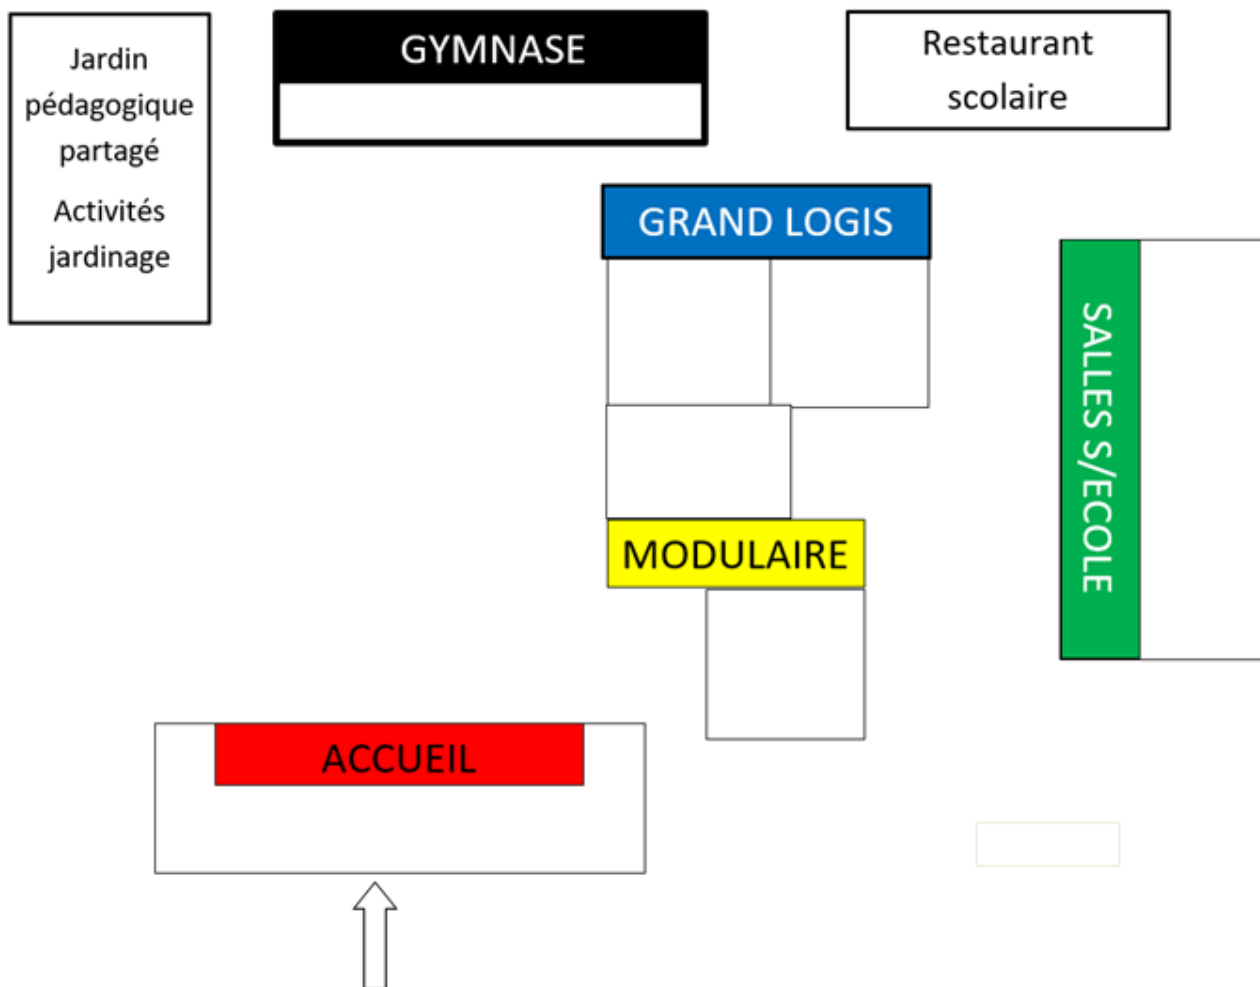 Jardin
pédagogique
partagé
Activités
jardinage
GYMNASE
Restaurant
scolaire
GRAND LOGIS
SALLES S/ECOLE
MODULAIRE
ACCUEIL